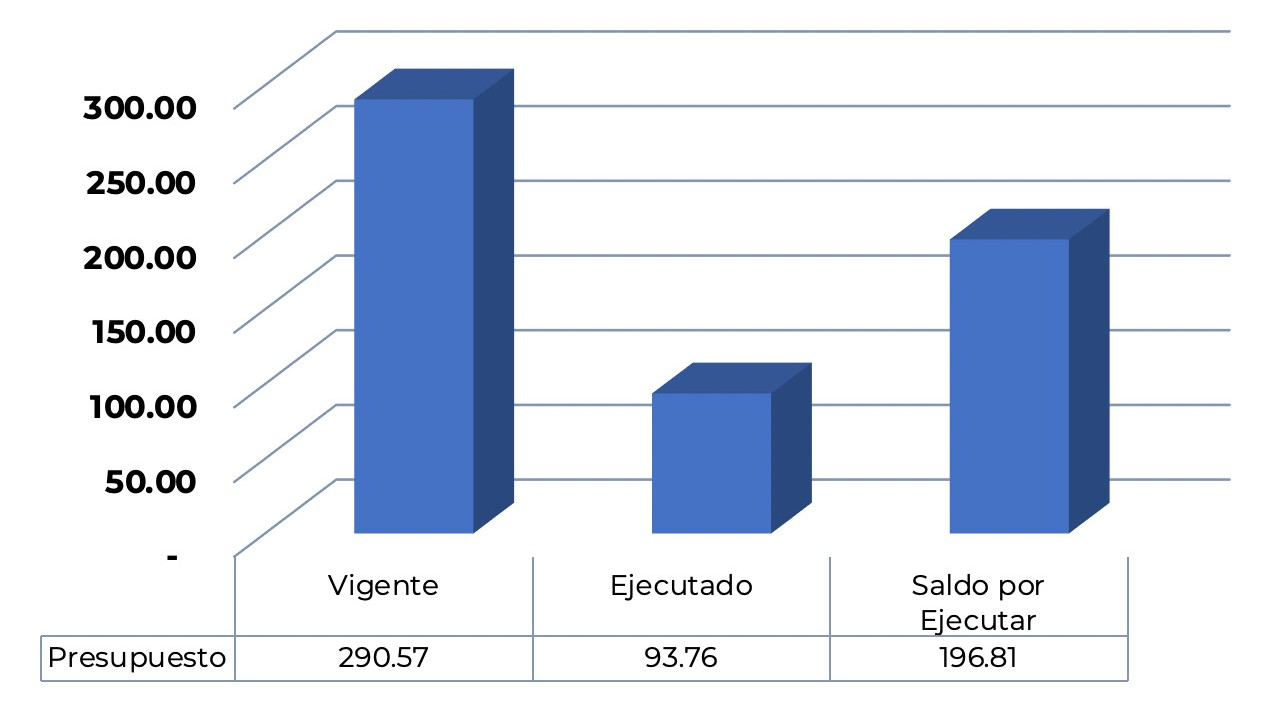 300.00
250.00
200.00
150.00
100.00
50.00
-
Vigente Ejecutado Saldo por
Ejecutar
Presupuesto 290.57 93.76 196.81